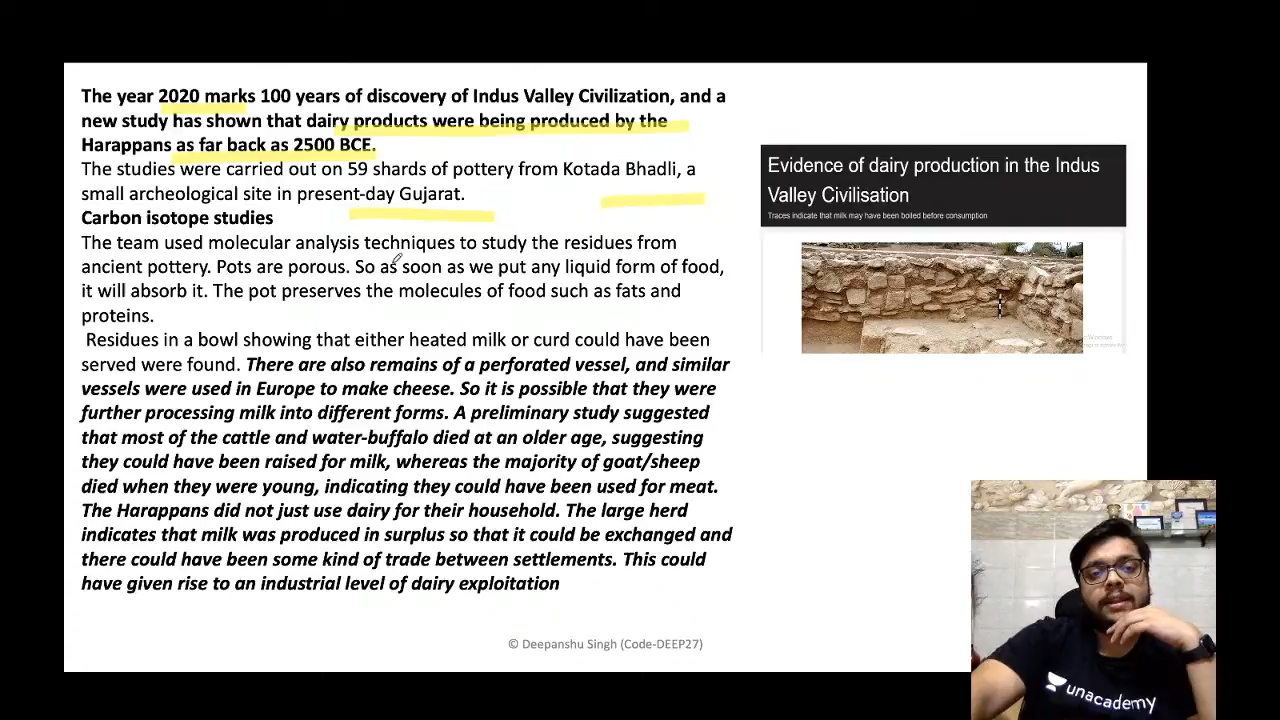 The year 2020 marks 100 years of discovery of Indus Valley Civilization, and a
new study has shown that dairy products were being produced by the
Harappans as far back as 2500 BCE.
The studies were carried out on 59 shards of pottery from Kotada Bhadli, a
small archeological site in present-day Gujarat.
Carbon isotope studies
The team used molecular analysis techniques to study the residues from
ancient pottery. Pots are porous. So as soon as we put any liquid form of food,
it will absorb it. The pot preserves the molecules of food such as fats and
proteins.
Residues in a bowl showing that either heated milk or curd could have been
served were found. There are also remains of a perforated vessel, and similar
vessels were used in Europe to make cheese. So it is possible that they were
further processing milk into different forms. A preliminary study suggested
that most of the cattle and water-buffalo died at an older age, suggesting
they could have been raised for milk, whereas the majority of goat/sheep
died when they were young, indicating they could have been used for meat.
The Harappans did not just use dairy for their household. The large herd
indicates that milk was produced in surplus so that it could be exchanged and
there could have been some kind of trade between settlements. This could
have given rise to an industrial level of dairy exploitation
Evidence of dairy production in the Indus
Valley Civilisation
Traces indicate that milk may have been boiled before consumption
© Deepanshu Singh (Code-DEEP27)
unacademy